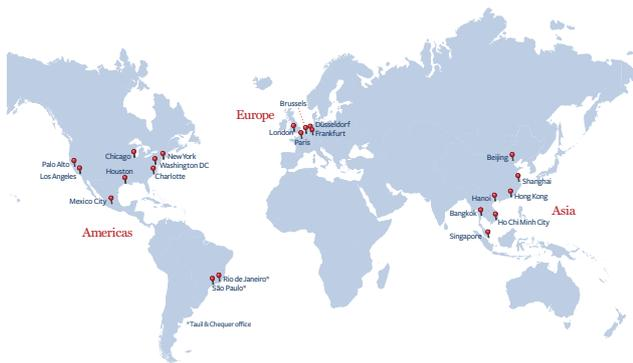 Brussels
Europe
Düsseldorf
London
Frankfurt
Paris
Chicago
New York
Palo Alto
Washington DC
Los Angeles
Houston
Charlotte
Mexico City
Americas
Beijing
Shanghai
Hanoi
Hong Kong
Bangkok
Asia
Ho Chi Minh City
Singapore
Rio de Janeiro*
São Paulo*
*Tauil & Chequer office